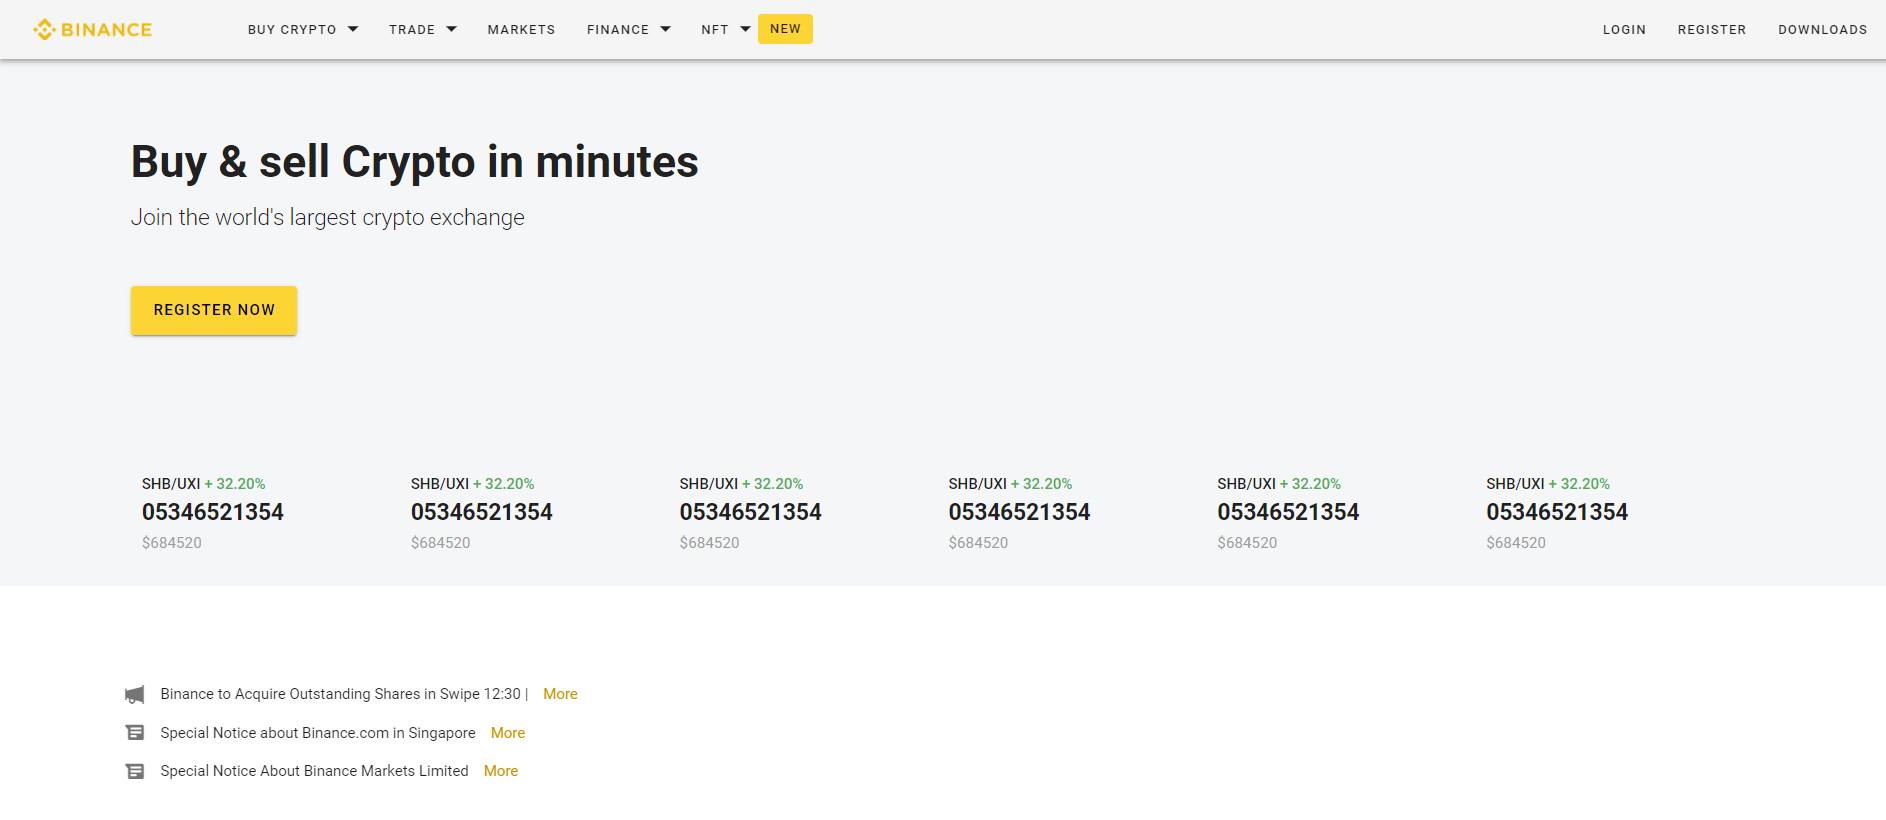 BINANCE BUY CRYPTO TRADE MARKETS FINANCE NFT NEW LOGIN REGISTER DOWNLOADS
Buy & sell Crypto in minutes
Join the world's largest crypto exchange
REGISTER NOW
SHB/UXI + 32.20% SHB/UXI + 32.20% SHB/UXI + 32.20% SHB/UXI + 32.20% SHB/UXI + 32.20% SHB/UXI + 32.20%
05346521354 05346521354 05346521354 05346521354 05346521354 05346521354
$684520 $684520 $684520 $684520 $684520 $684520
Binance to Acquire Outstanding Shares in Swipe 12:30 | More
Special Notice about Binance.com in Singapore More
Special Notice About Binance Markets Limited More